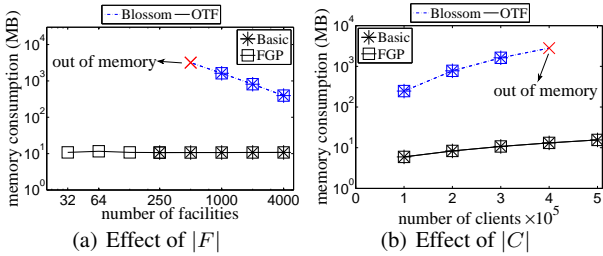 Blossom OTF
Basic
FGP
out of memory
memory consumption (MB)
10^4
10^3
10^2
10^1
10^0
32 64 250 1000 4000
number of facilities
(a) Effect of |F|
Blossom OTF
Basic
FGP
out of memory
memory consumption (MB)
10^4
10^3
10^2
10^1
10^0
0 1 2 3 4 5
number of clients ×10^5
(b) Effect of |C|